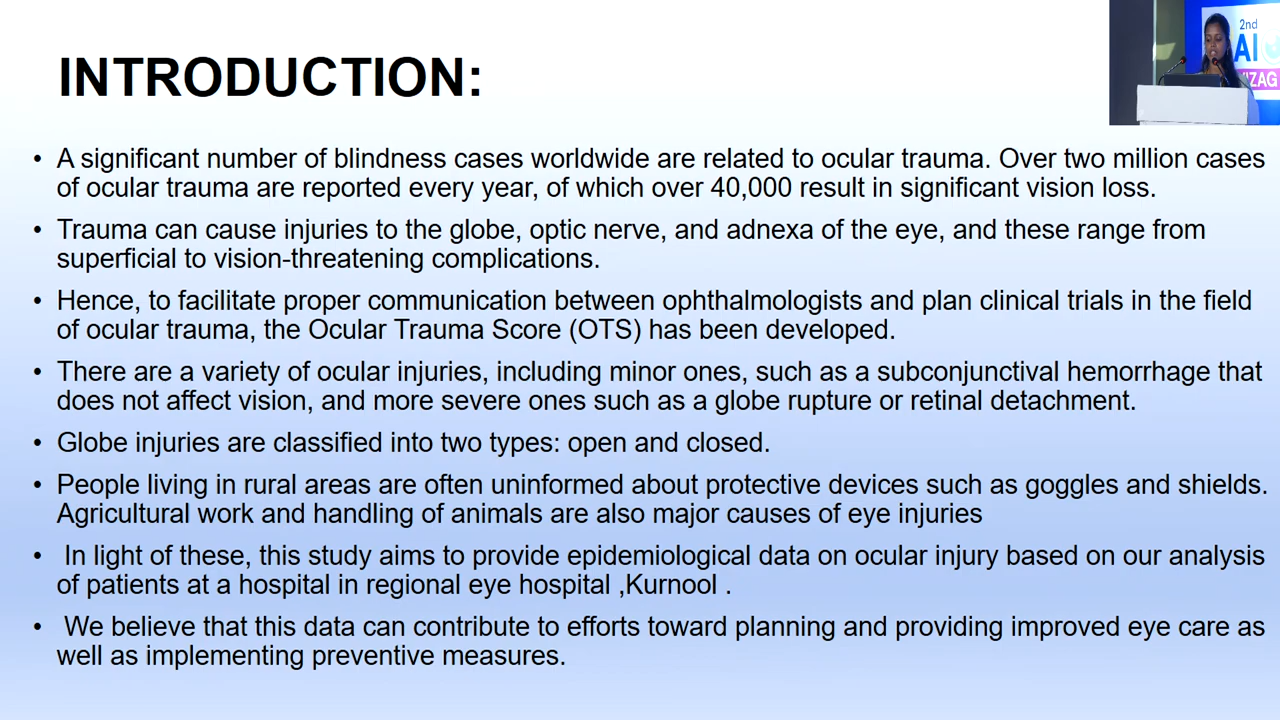 INTRODUCTION:
2nd
AI
IZAG
• A significant number of blindness cases worldwide are related to ocular trauma. Over two million cases
of ocular trauma are reported every year, of which over 40,000 result in significant vision loss.
• Trauma can cause injuries to the globe, optic nerve, and adnexa of the eye, and these range from
superficial to vision-threatening complications.
• Hence, to facilitate proper communication between ophthalmologists and plan clinical trials in the field
of ocular trauma, the Ocular Trauma Score (OTS) has been developed.
• There are a variety of ocular injuries, including minor ones, such as a subconjunctival hemorrhage that
does not affect vision, and more severe ones such as a globe rupture or retinal detachment.
• Globe injuries are classified into two types: open and closed.
• People living in rural areas are often uninformed about protective devices such as goggles and shields.
Agricultural work and handling of animals are also major causes of eye injuries
• In light of these, this study aims to provide epidemiological data on ocular injury based on our analysis
of patients at a hospital in regional eye hospital ,Kurnool .
• We believe that this data can contribute to efforts toward planning and providing improved eye care as
well as implementing preventive measures.